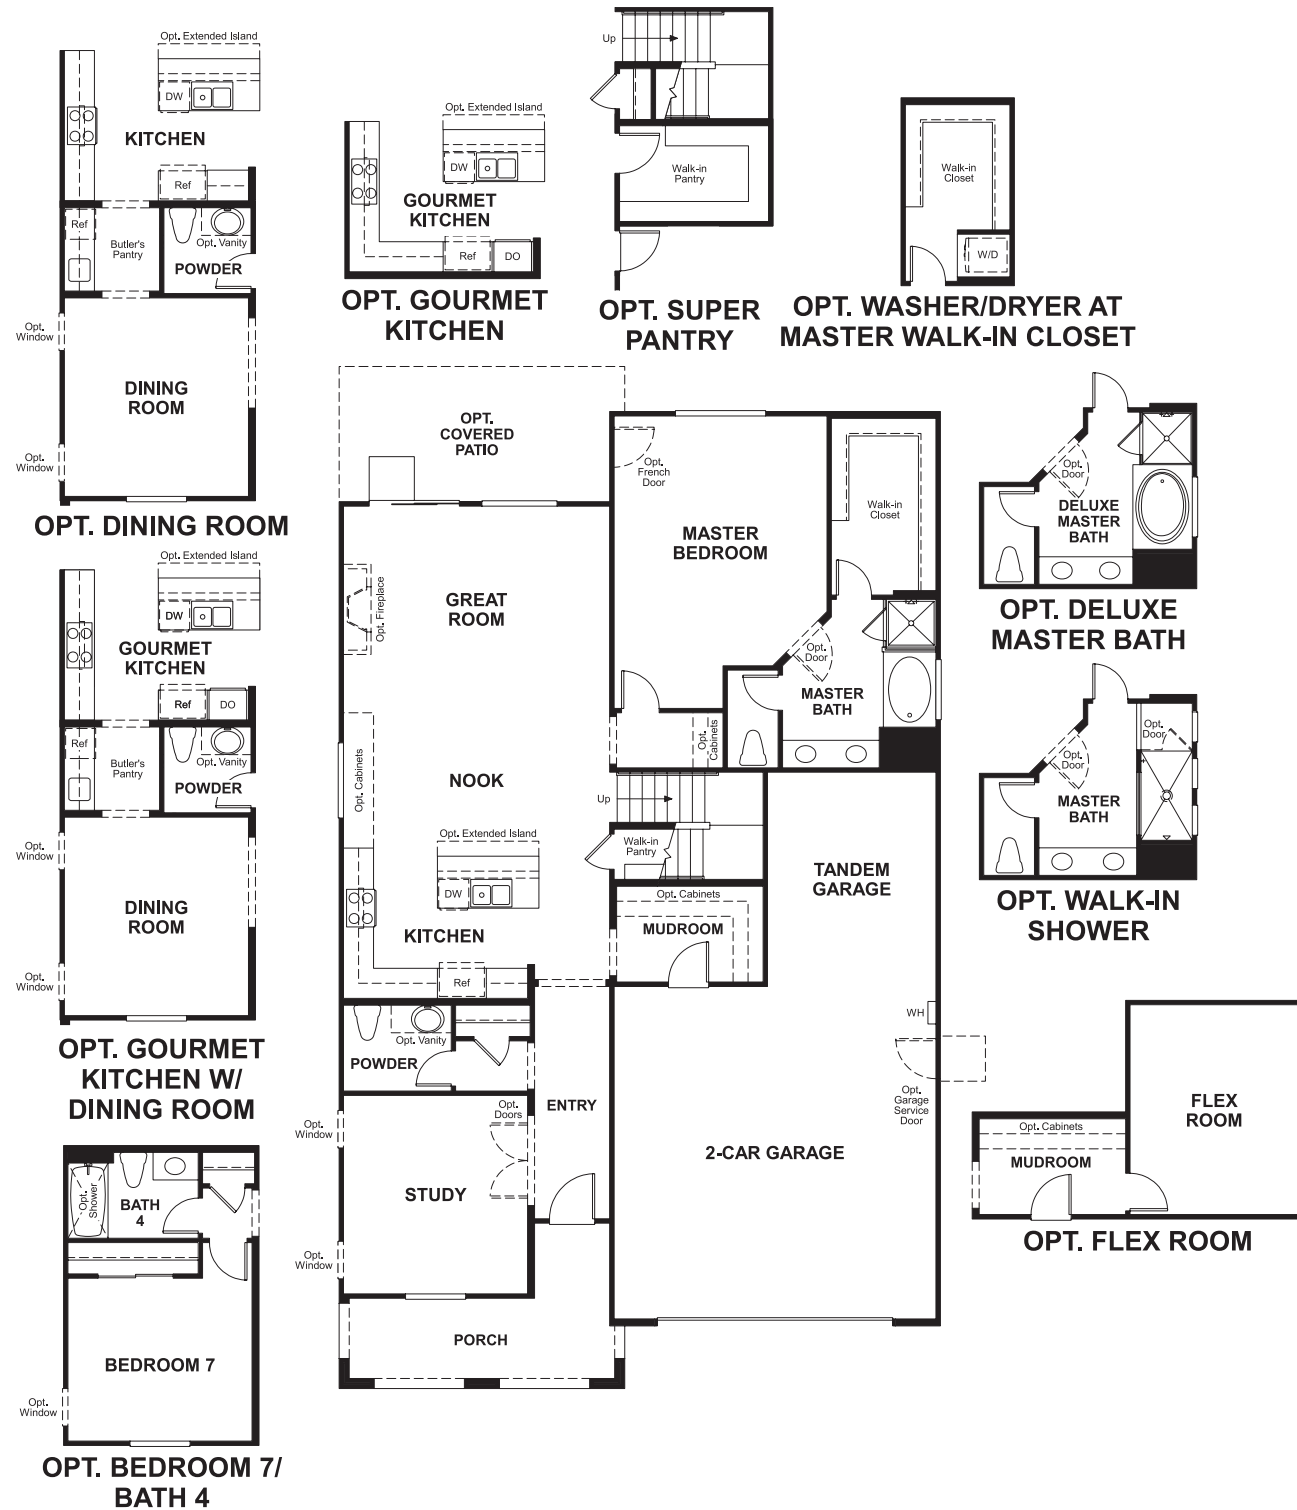 Opt. Extended Island
DW
KITCHEN
Ref
Ref
Butler's
Pantry
Opt. Vanity
POWDER
Opt.
Window
DINING
ROOM
Opt.
Window
OPT. DINING ROOM
Opt. Extended Island
DW
GOURMET
KITCHEN
Ref
DO
OPT. GOURMET
KITCHEN
Up
Walk-in
Pantry
OPT. SUPER
PANTRY
Walk-in
Closet
W/D
OPT. WASHER/DRYER AT
MASTER WALK-IN CLOSET
Opt. Extended Island
DW
GOURMET
KITCHEN
Ref
DO
Ref
Butler's
Pantry
Opt. Vanity
POWDER
Opt.
Window
DINING
ROOM
Opt.
Window
OPT. GOURMET
KITCHEN W/
DINING ROOM
Opt.
Shower
BATH
4
BEDROOM 7
Opt.
Window
OPT. BEDROOM 7/
BATH 4
OPT.
COVERED
PATIO
Opt.
French
Door
MASTER
BEDROOM
Walk-in
Closet
Opt. Fireplace
GREAT
ROOM
Opt.
Door
MASTER
BATH
Opt.
Cabinets
Opt. Cabinets
NOOK
Up
Walk-in
Pantry
Opt. Extended Island
DW
KITCHEN
Ref
Opt. Cabinets
MUDROOM
TANDEM
GARAGE
WH
Opt.
Garage
Service
Door
Opt. Vanity
POWDER
Opt.
Window
Opt.
Doors
ENTRY
2-CAR GARAGE
STUDY
Opt.
Window
PORCH
Opt.
Door
DELUXE
MASTER
BATH
OPT. DELUXE
MASTER BATH
Opt.
Door
Opt.
Door
MASTER
BATH
OPT. WALK-IN
SHOWER
Opt. Cabinets
MUDROOM
FLEX
ROOM
OPT. FLEX ROOM